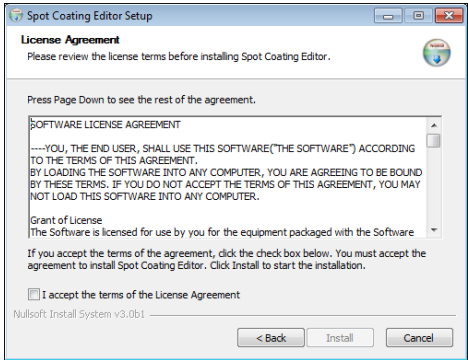 Spot Coating Editor Setup
License Agreement
Please review the license terms before installing Spot Coating Editor.
Press Page Down to see the rest of the agreement.
SOFTWARE LICENSE AGREEMENT
----YOU, THE END USER, SHALL USE THIS SOFTWARE("THE SOFTWARE") ACCORDING
TO THE TERMS OF THIS AGREEMENT.
BY LOADING THE SOFTWARE INTO ANY COMPUTER, YOU ARE AGREEING TO BE BOUND
BY THESE TERMS. IF YOU DO NOT ACCEPT THE TERMS OF THIS AGREEMENT, YOU MAY
NOT LOAD THIS SOFTWARE INTO ANY COMPUTER.
Grant of License
The Software is licensed for use by you for the equipment packaged with the Software
If you accept the terms of the agreement, click the check box below. You must accept the
agreement to install Spot Coating Editor. Click Install to start the installation.
I accept the terms of the License Agreement
Nullsoft Install System v3.0b1
< Back Install Cancel